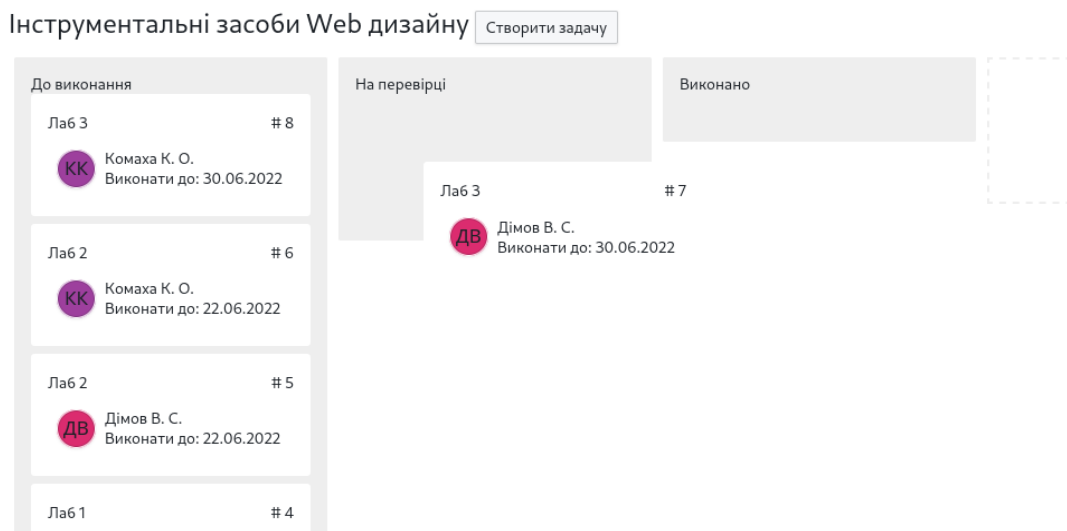 Інструментальні засоби Web дизайну Створити задачу
До виконання
Лаб 3 # 8
КК
Комаха К. О.
Виконати до: 30.06.2022
Лаб 2 # 6
КК
Комаха К. О.
Виконати до: 22.06.2022
Лаб 2 # 5
ДВ
Дімов В. С.
Виконати до: 22.06.2022
Лаб 1 # 4
На перевірці
Лаб 3 # 7
ДВ
Дімов В. С.
Виконати до: 30.06.2022
Виконано